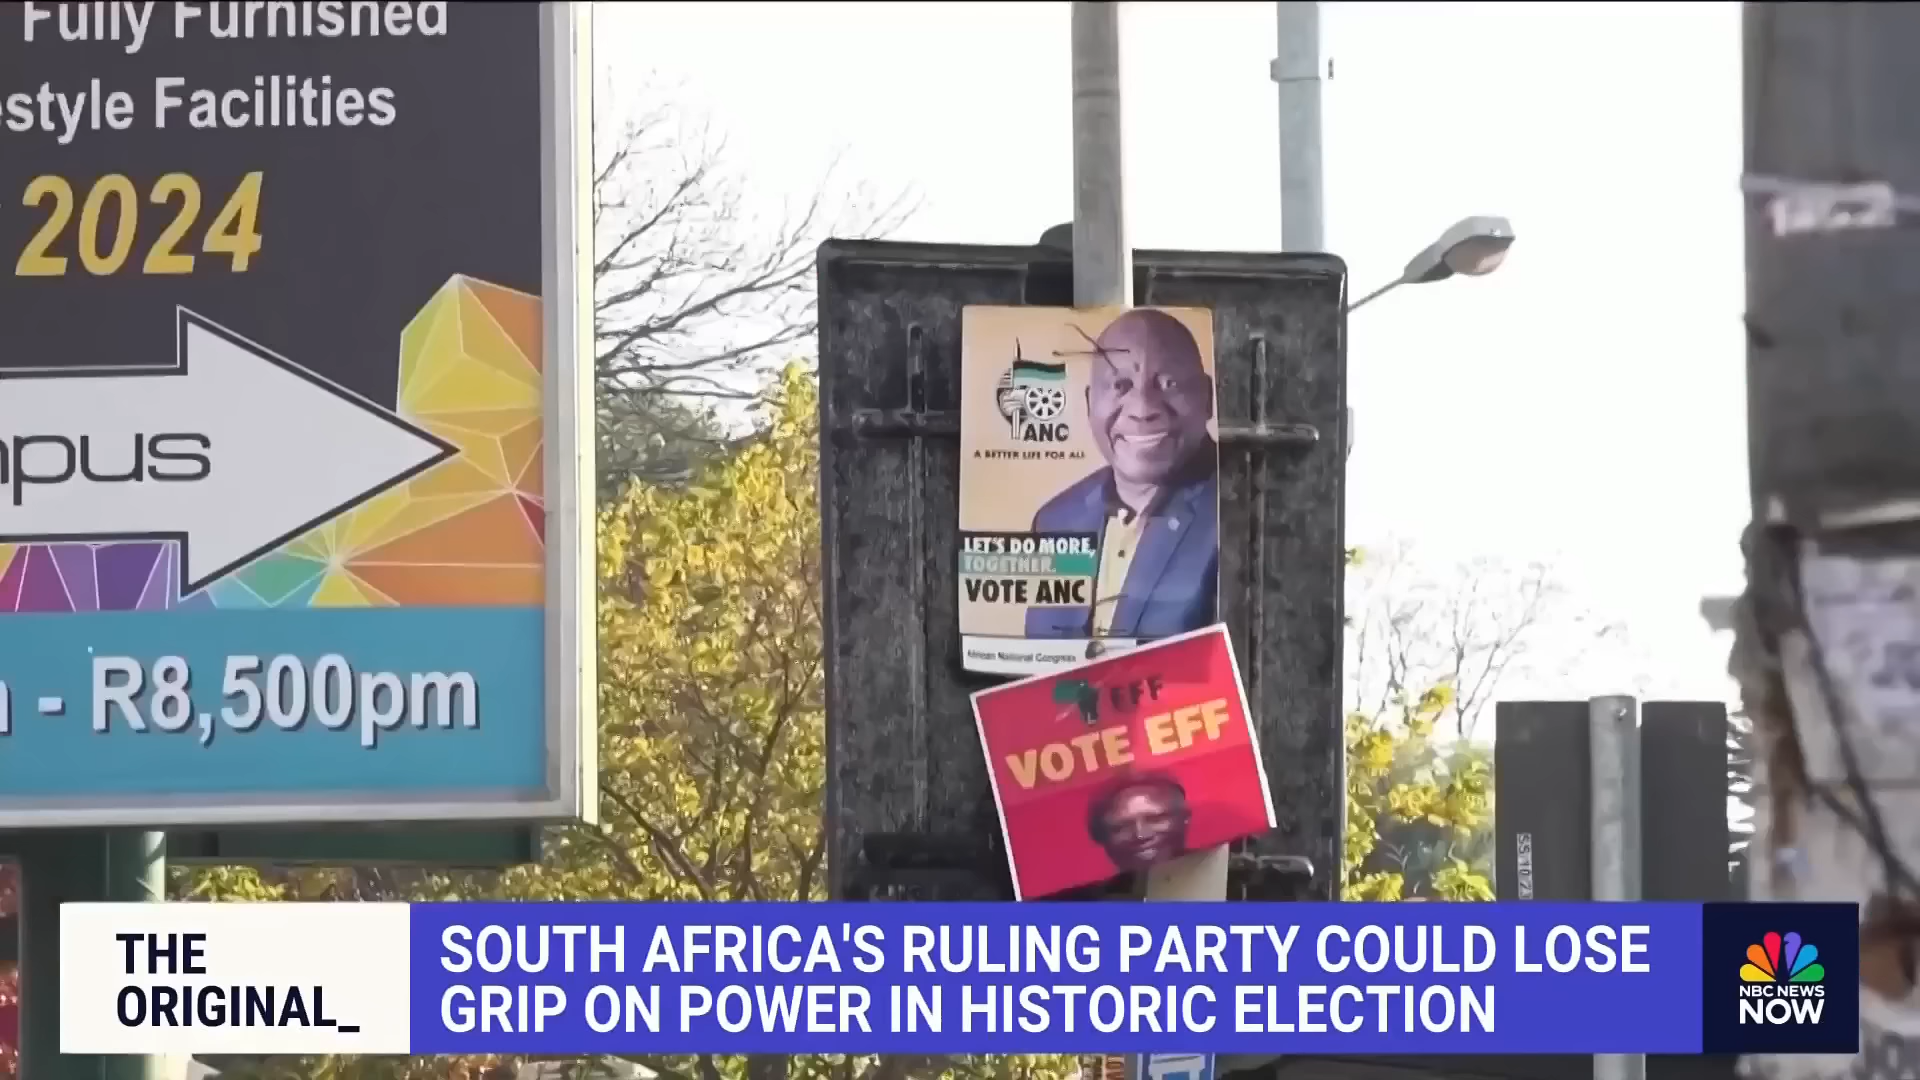 Fully Furnished
estyle Facilities
2024
mpus
- R8,500pm
ANC
A BETTER LIFE FOR ALL
LET'S DO MORE,
TOGETHER.
VOTE ANC
African National Congress
EFF
VOTE EFF
THE
ORIGINAL_
SOUTH AFRICA'S RULING PARTY COULD LOSE
GRIP ON POWER IN HISTORIC ELECTION
NBC NEWS
NOW